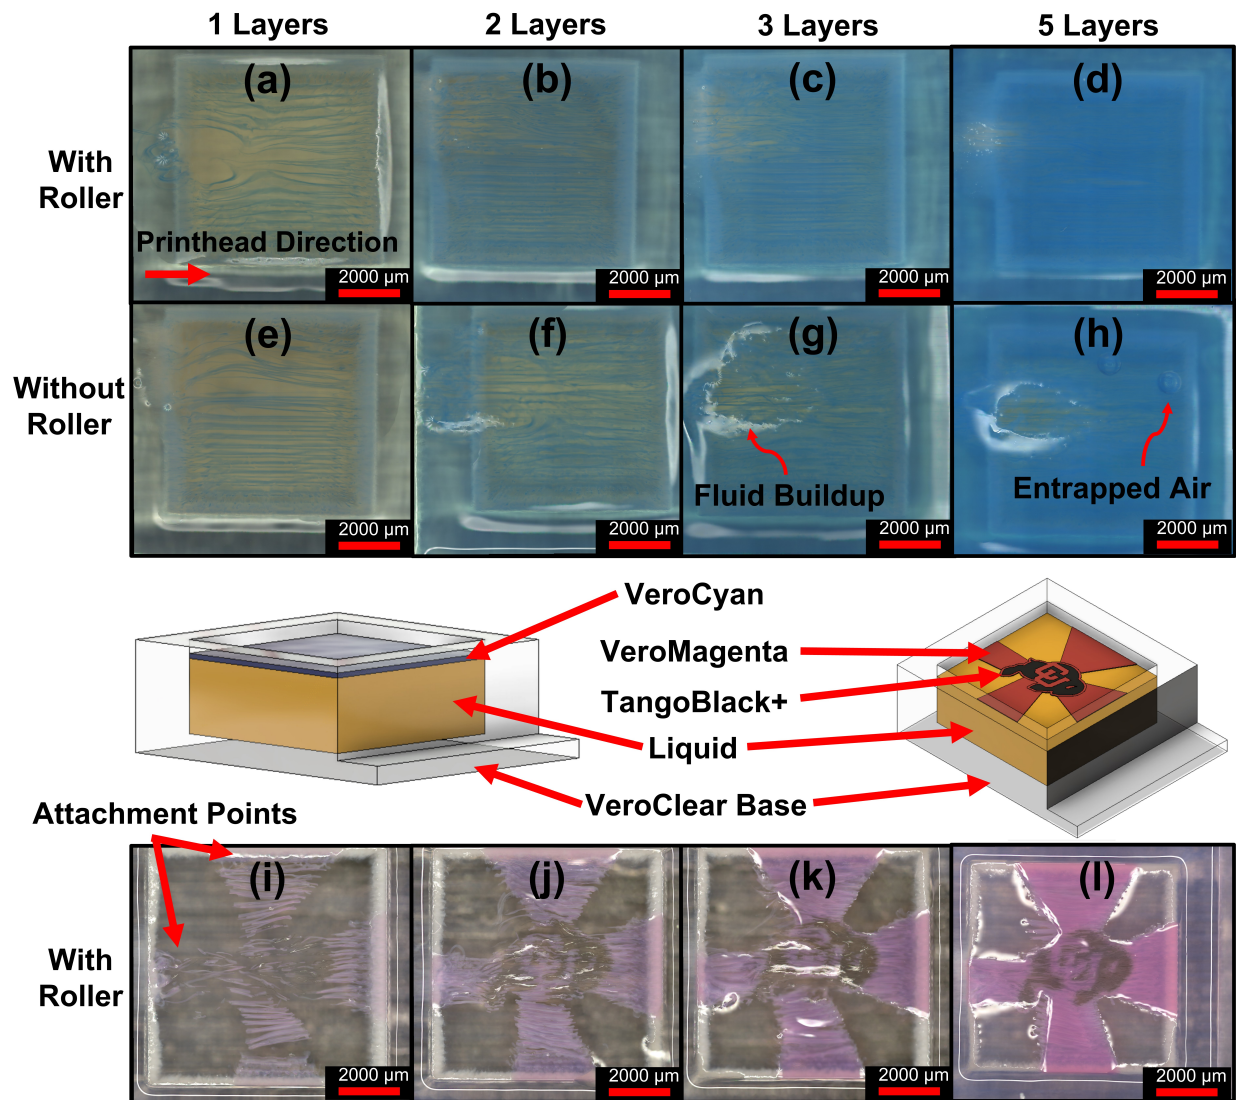 1 Layers
2 Layers
3 Layers
5 Layers
With
Roller
(a)
(b)
(c)
(d)
Printhead Direction
2000 µm
2000 µm
2000 µm
2000 µm
Without
Roller
(e)
(f)
(g)
(h)
Fluid Buildup
Entrapped Air
2000 µm
2000 µm
2000 µm
2000 µm
VeroCyan
VeroMagenta
TangoBlack+
Liquid
VeroClear Base
Attachment Points
With
Roller
(i)
(j)
(k)
(l)
2000 µm
2000 µm
2000 µm
2000 µm